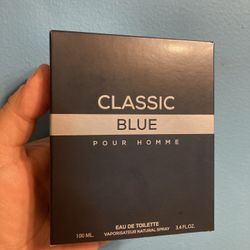 CLASSIC
BLUE
POUR HOMME
EAU DE TOILETTE
100 ML. VAPORISATEUR NATURAL SPRAY 3.4 FL.OZ.